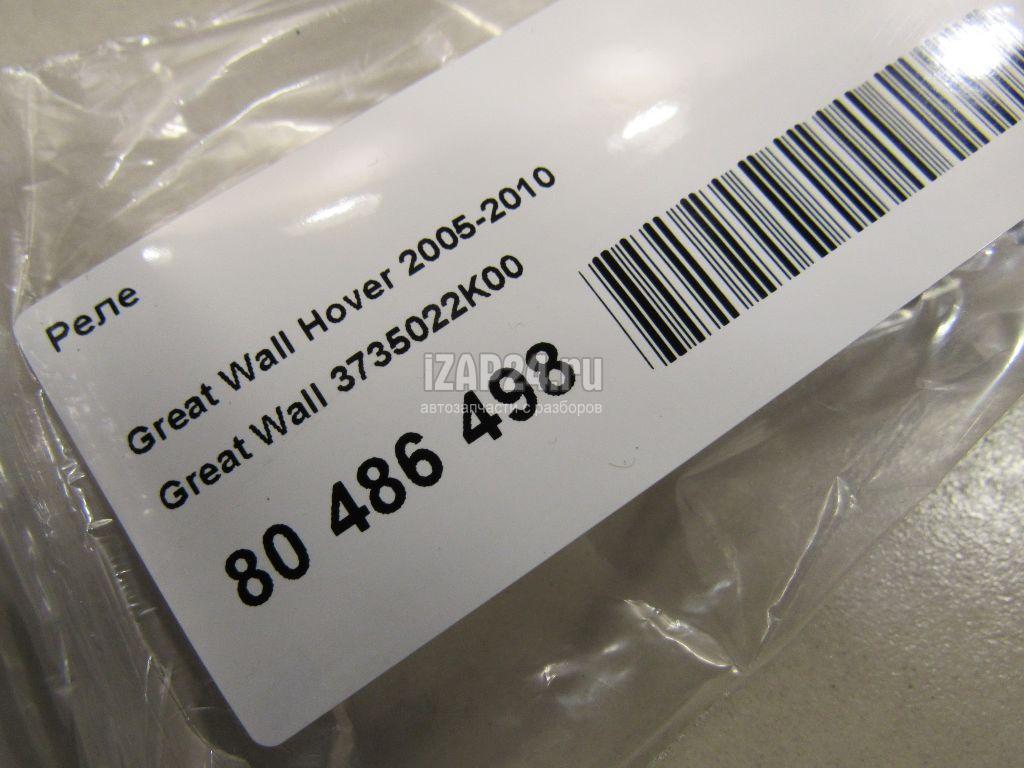 Реле
Great Wall Hover 2005-2010
Great Wall 3735022K00
80 486 498
iZAP24.ru
автозапчасти с разборов